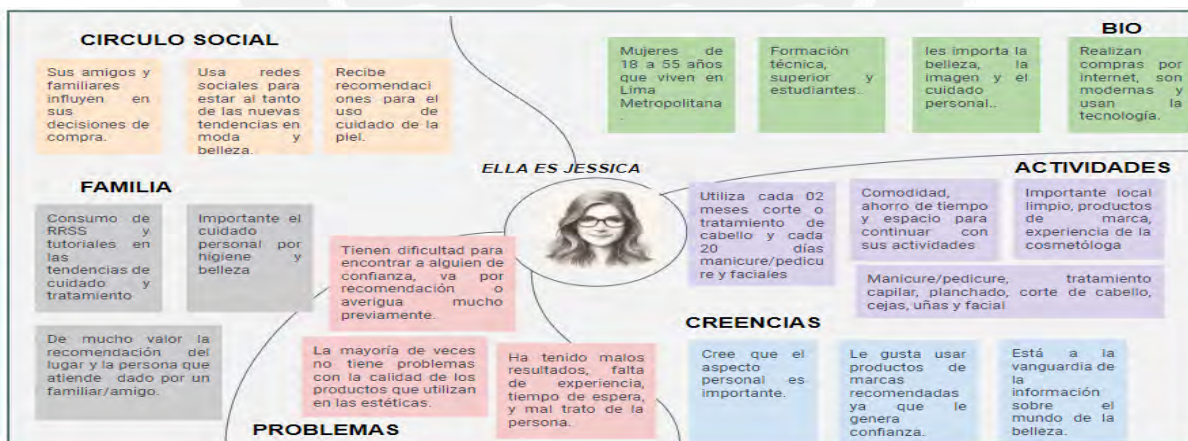 CIRCULO SOCIAL
Sus amigos y
familiares
influyen en
sus
decisiones de
compra.
Usa redes
sociales para
estar al tanto
de las nuevas
tendencias en
moda y
belleza.
Recibe
recomendaci
ones para el
uso de
cuidado de la
piel.
BIO
Mujeres de
18 a 55 años
que viven en
Lima
Metropolitana
.
Formación
técnica,
superior y
estudiantes..
les importa la
belleza, la
imagen y el
cuidado
personal..
Realizan
compras por
internet, son
modernas y
usan la
tecnología.
ELLA ES JESSICA
FAMILIA
Consumo de
RRSS y
tutoriales en
las
tendencias de
cuidado y
tratamiento
Importante el
cuidado
personal por
higiene y
belleza
De mucho valor la
recomendación del
lugar y la persona que
atiende dado por un
familiar/amigo.
ACTIVIDADES
Utiliza cada 02
meses corte o
tratamiento de
cabello y cada
20 días
manicure/pedicu
re y faciales
Comodidad,
ahorro de tiempo
y espacio para
continuar con
sus actividades
Importante local
limpio, productos
de marca,
experiencia de la
cosmetóloga
Manicure/pedicure, tratamiento
capilar, planchado, corte de cabello,
cejas, uñas y facial
Tienen dificultad para
encontrar a alguien de
confianza, va por
recomendación o
averigua mucho
previamente.
La mayoría de veces
no tiene problemas
con la calidad de los
productos que utilizan
en las estéticas.
Ha tenido malos
resultados, falta
de experiencia,
tiempo de espera,
y mal trato de la
persona.
PROBLEMAS
CREENCIAS
Cree que el
aspecto
personal es
importante.
Le gusta usar
productos de
marcas
recomendadas
ya que le
genera
confianza.
Está a la
vanguardia de
la
información
sobre el
mundo de la
belleza.